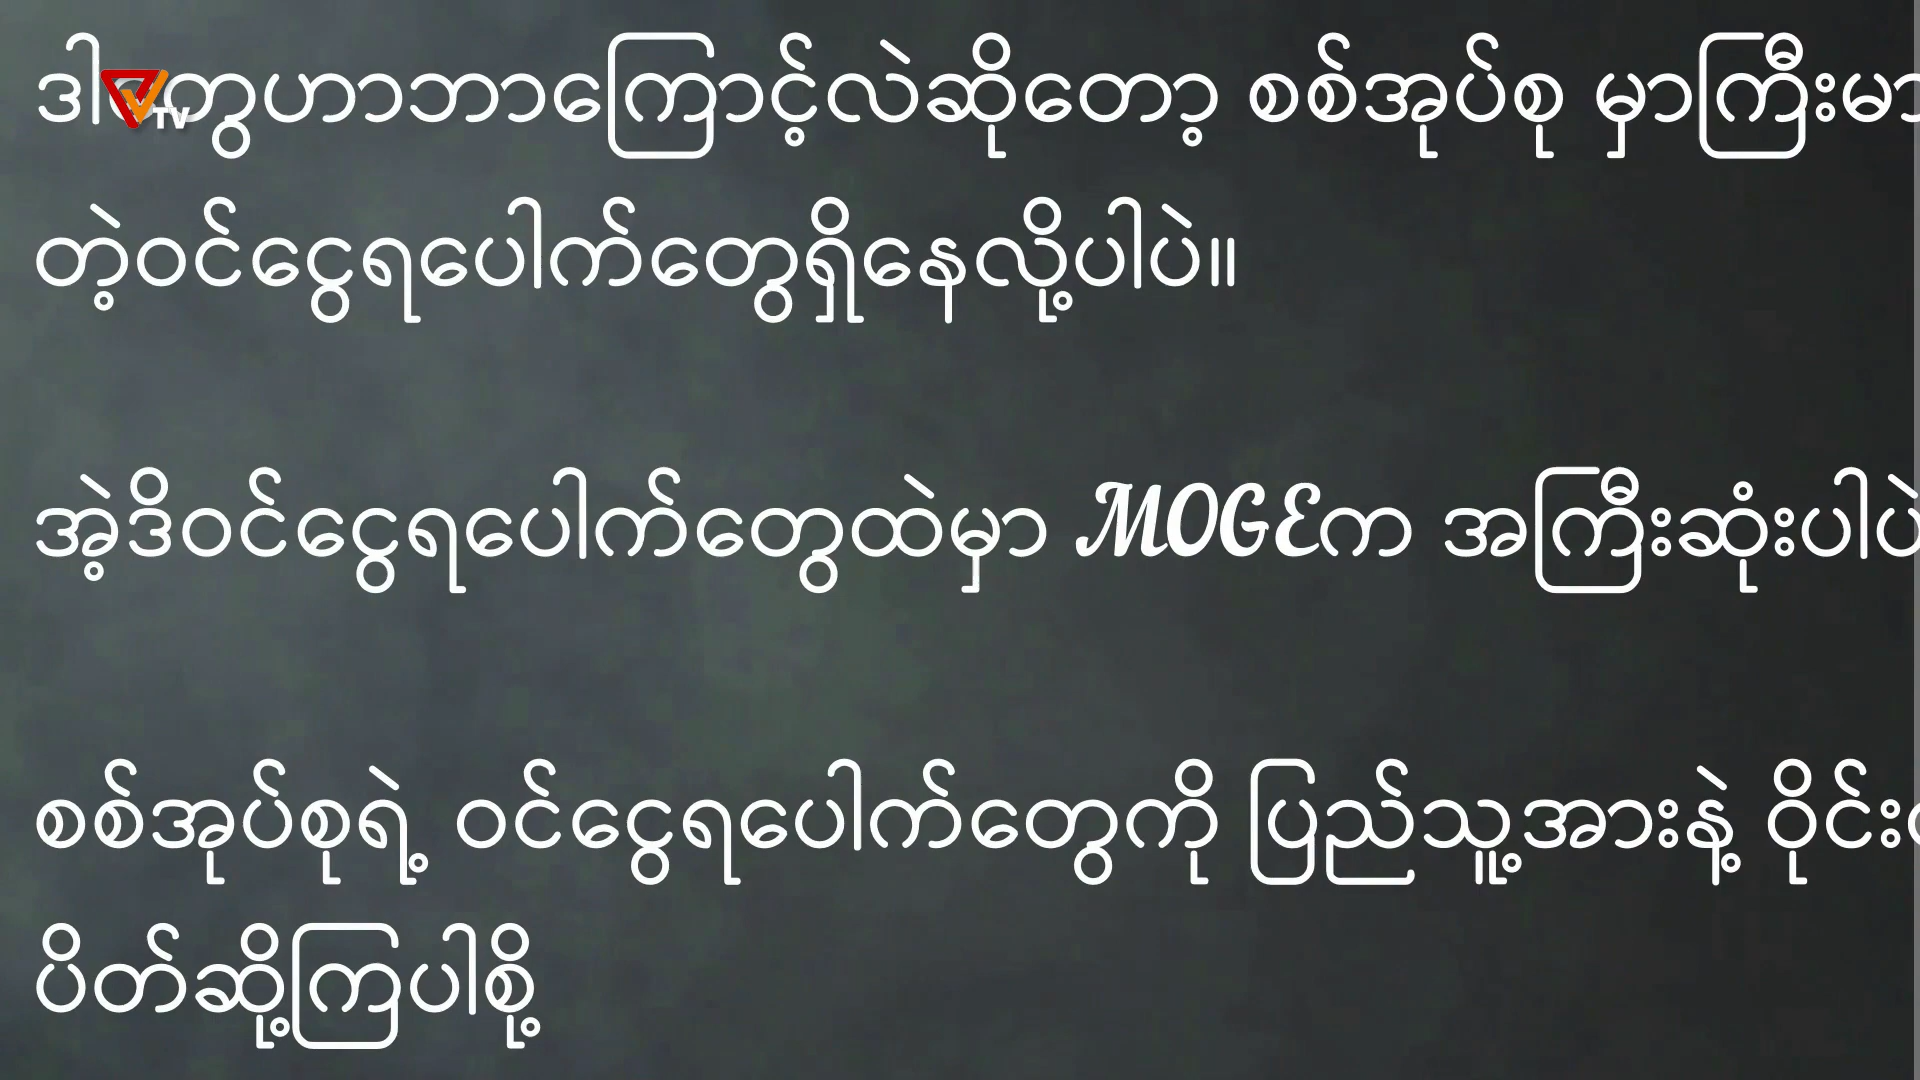 ဒါတွေဟာဘာကြောင့်လဲဆိုတော့ စစ်အုပ်စု မှာကြီးမာ
TV
တဲ့ဝင်ငွေရပေါက်တွေရှိနေလို့ပါပဲ။
အဲ့ဒိဝင်ငွေရပေါက်တွေထဲမှာ MOGEက အကြီးဆုံးပါပဲ
စစ်အုပ်စုရဲ့ ဝင်ငွေရပေါက်တွေကို ပြည်သူ့အားနဲ့ ဝိုင်း
ပိတ်ဆို့ကြပါစို့